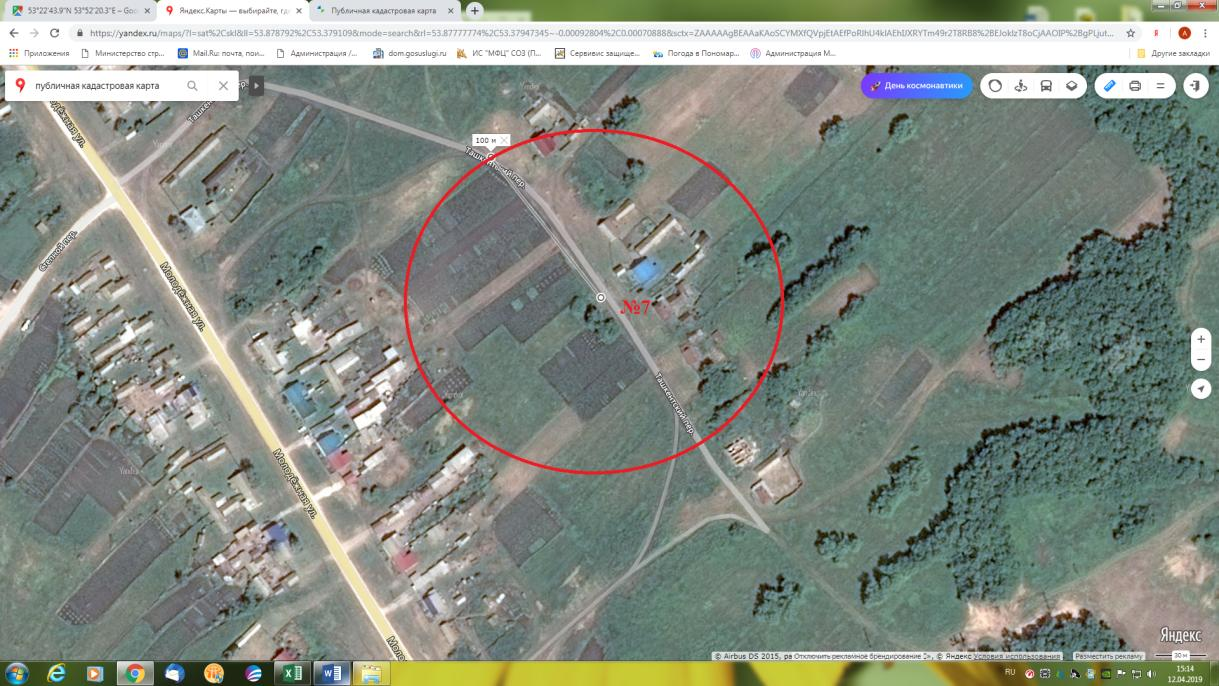 53°22'43.9"N 53°52'20.3"E – Goo
Яндекс.Карты — выбирайте, где
Публичная кадастровая карта
https://yandex.ru/maps/?l=sat%2Cskl&ll=53.878792%2C53.379109&mode=search&rl=53.87777774%2C53.37947345~-0.00092804%2C0.00070888&sctx=
Приложения
Министерство стр...
Mail.Ru: почта, пои...
Администрация /...
dom.gosuslugi.ru
ИС "МФЦ" СОЗ (П...
Сервис защище...
Погода в Пономар...
Администрация М...
Другие закладки
публичная кадастровая карта
День космонавтики
Молодёжная ул.
100 м
Ташкентский пер.
Степной пер.
Молодёжная ул.
№7
Ташкентский пер.
Yandex
Молодёжная ул.
Яндекс
© Airbus DS 2015, ра Отключить рекламное брендирование
© Яндекс Условия использования
Разместить рекламу
30 м
RU
15:14
12.04.2019